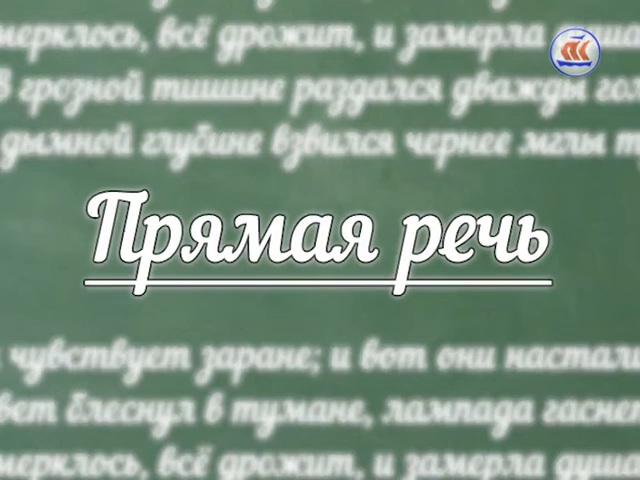 мерклось, всё дрожит, и замерла душа
В грозной тишине раздался дважды гол
дымной глубине взвился чернее мглы т
Прямая речь
чувствует заране; и вот они настали
вет блеснул в тумане, лампада гаснет
мерклось, всё дрожит, и замерла душа